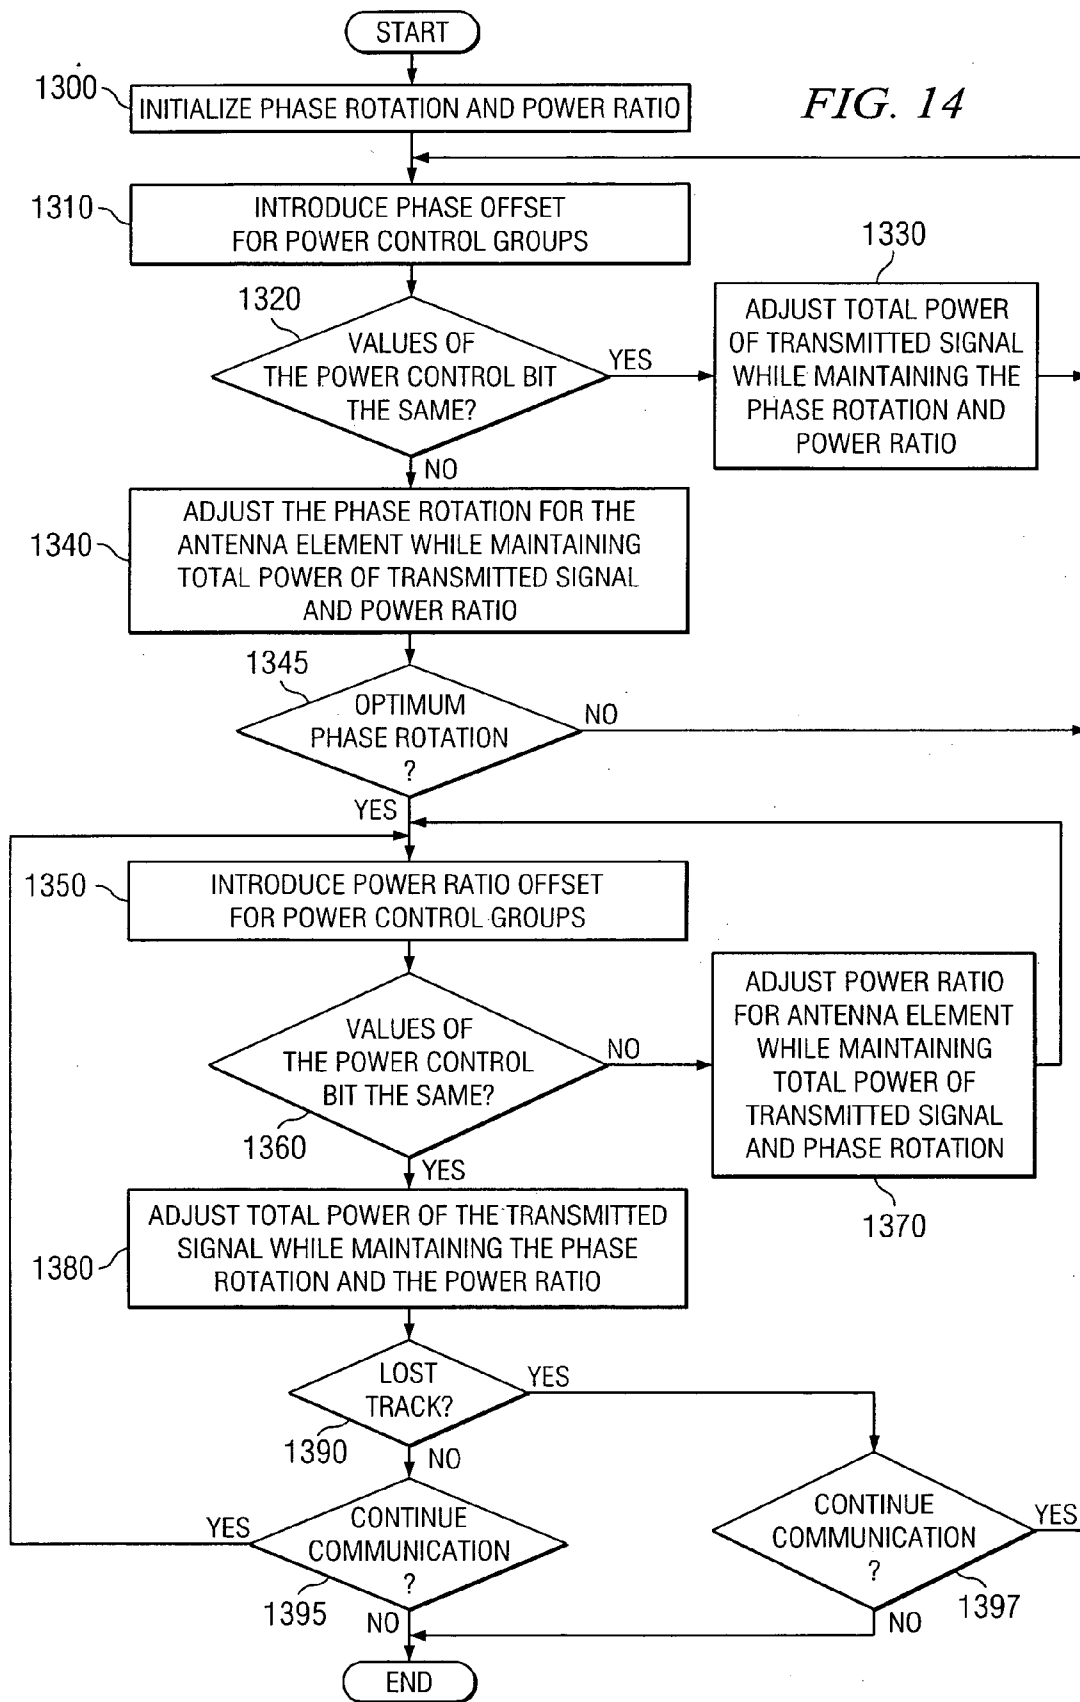 START
1300
INITIALIZE PHASE ROTATION AND POWER RATIO
FIG. 14
1310
INTRODUCE PHASE OFFSET
FOR POWER CONTROL GROUPS
1320
VALUES OF
THE POWER CONTROL BIT
THE SAME?
YES
1330
ADJUST TOTAL POWER
OF TRANSMITTED SIGNAL
WHILE MAINTAINING THE
PHASE ROTATION AND
POWER RATIO
NO
1340
ADJUST THE PHASE ROTATION FOR THE
ANTENNA ELEMENT WHILE MAINTAINING
TOTAL POWER OF TRANSMITTED SIGNAL
AND POWER RATIO
1345
OPTIMUM
PHASE ROTATION
?
NO
YES
1350
INTRODUCE POWER RATIO OFFSET
FOR POWER CONTROL GROUPS
VALUES OF
THE POWER CONTROL
BIT THE SAME?
1360
NO
ADJUST POWER RATIO
FOR ANTENNA ELEMENT
WHILE MAINTAINING
TOTAL POWER OF
TRANSMITTED SIGNAL
AND PHASE ROTATION
1370
YES
1380
ADJUST TOTAL POWER OF THE TRANSMITTED
SIGNAL WHILE MAINTAINING THE PHASE
ROTATION AND THE POWER RATIO
LOST
TRACK?
1390
YES
NO
YES
CONTINUE
COMMUNICATION
?
1395
NO
CONTINUE
COMMUNICATION
?
YES
1397
NO
END